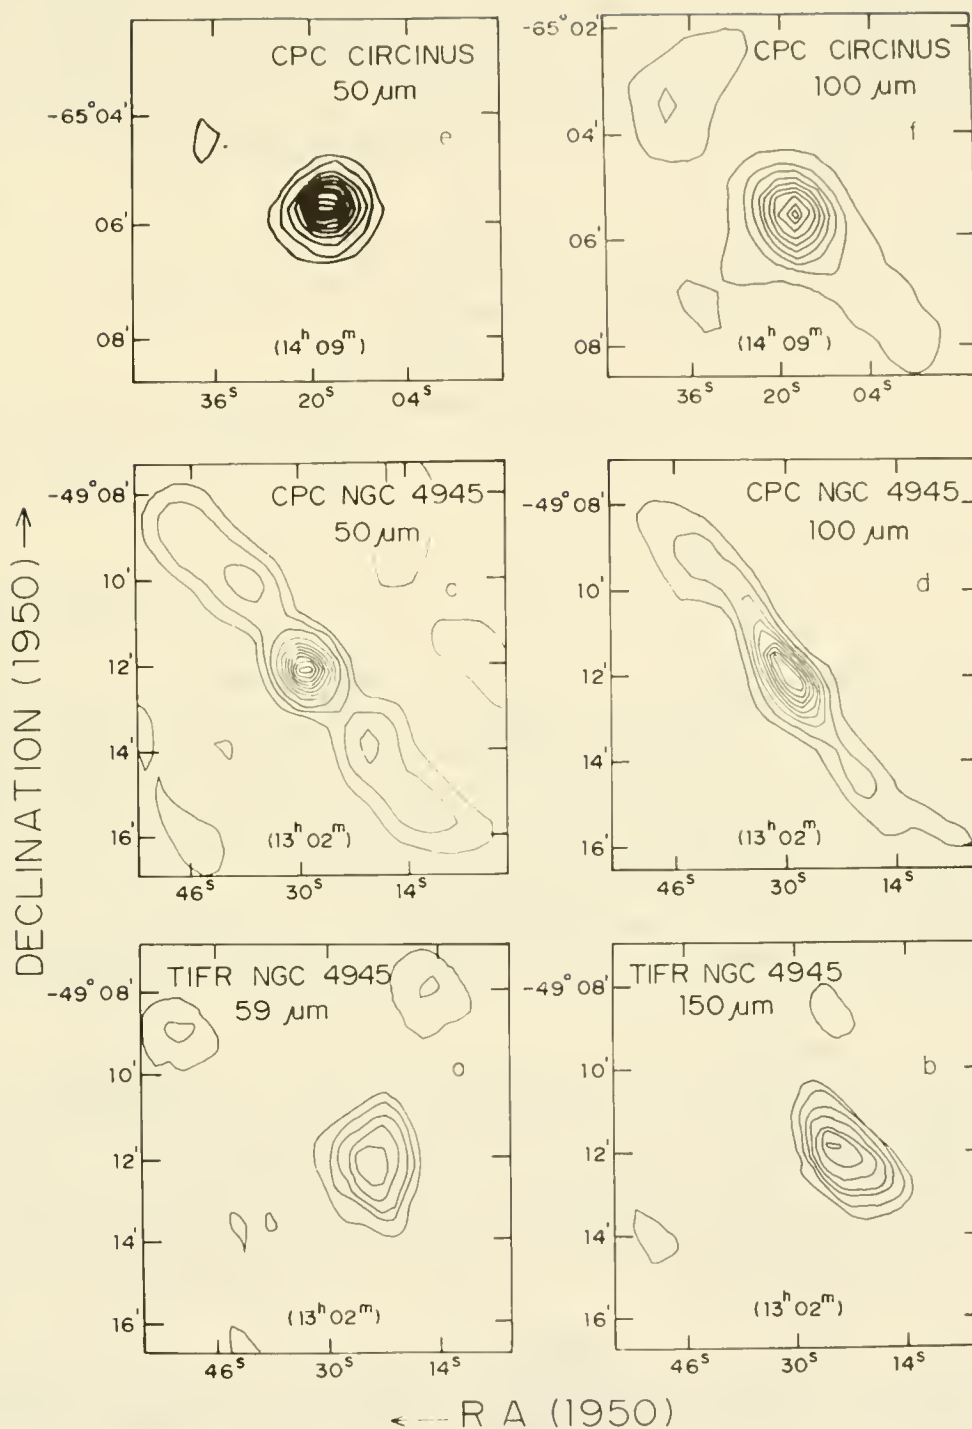 CPC CIRCINUS
50 µm
e
-65° 04'
06'
08'
(14ʰ 09ᵐ)
36ˢ 20ˢ 04ˢ
-65° 02'
CPC CIRCINUS
100 µm
f
04'
06'
08'
(14ʰ 09ᵐ)
36ˢ 20ˢ 04ˢ
-49° 08'
CPC NGC 4945
50 µm
c
10'
12'
14'
16'
(13ʰ 02ᵐ)
46ˢ 30ˢ 14ˢ
-49° 08'
CPC NGC 4945
100 µm
d
10'
12'
14'
16'
(13ʰ 02ᵐ)
46ˢ 30ˢ 14ˢ
TIFR NGC 4945
59 µm
-49° 08'
a
10'
12'
14'
16'
(13ʰ 02ᵐ)
46ˢ 30ˢ 14ˢ
TIFR NGC 4945
150 µm
-49° 08'
b
10'
12'
14'
16'
(13ʰ 02ᵐ)
46ˢ 30ˢ 14ˢ
DECLINATION (1950) →
← R A (1950)